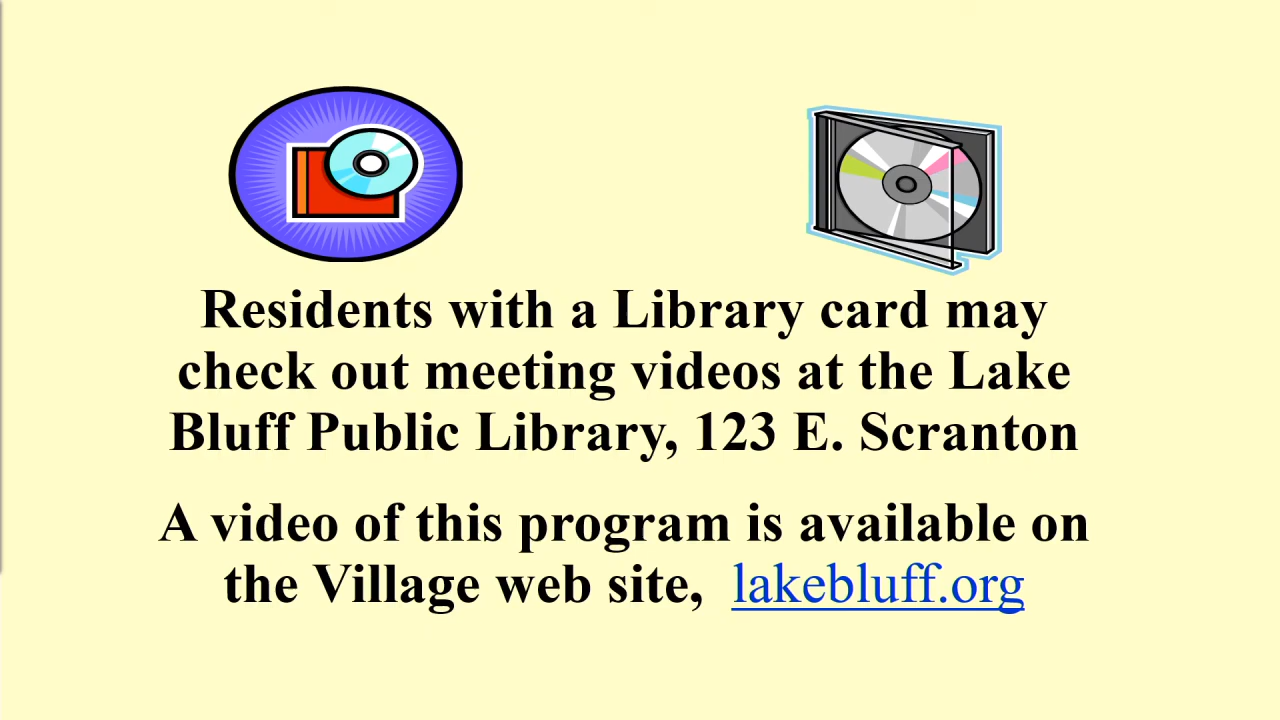 Residents with a Library card may
check out meeting videos at the Lake
Bluff Public Library, 123 E. Scranton
A video of this program is available on
the Village web site, lakebluff.org